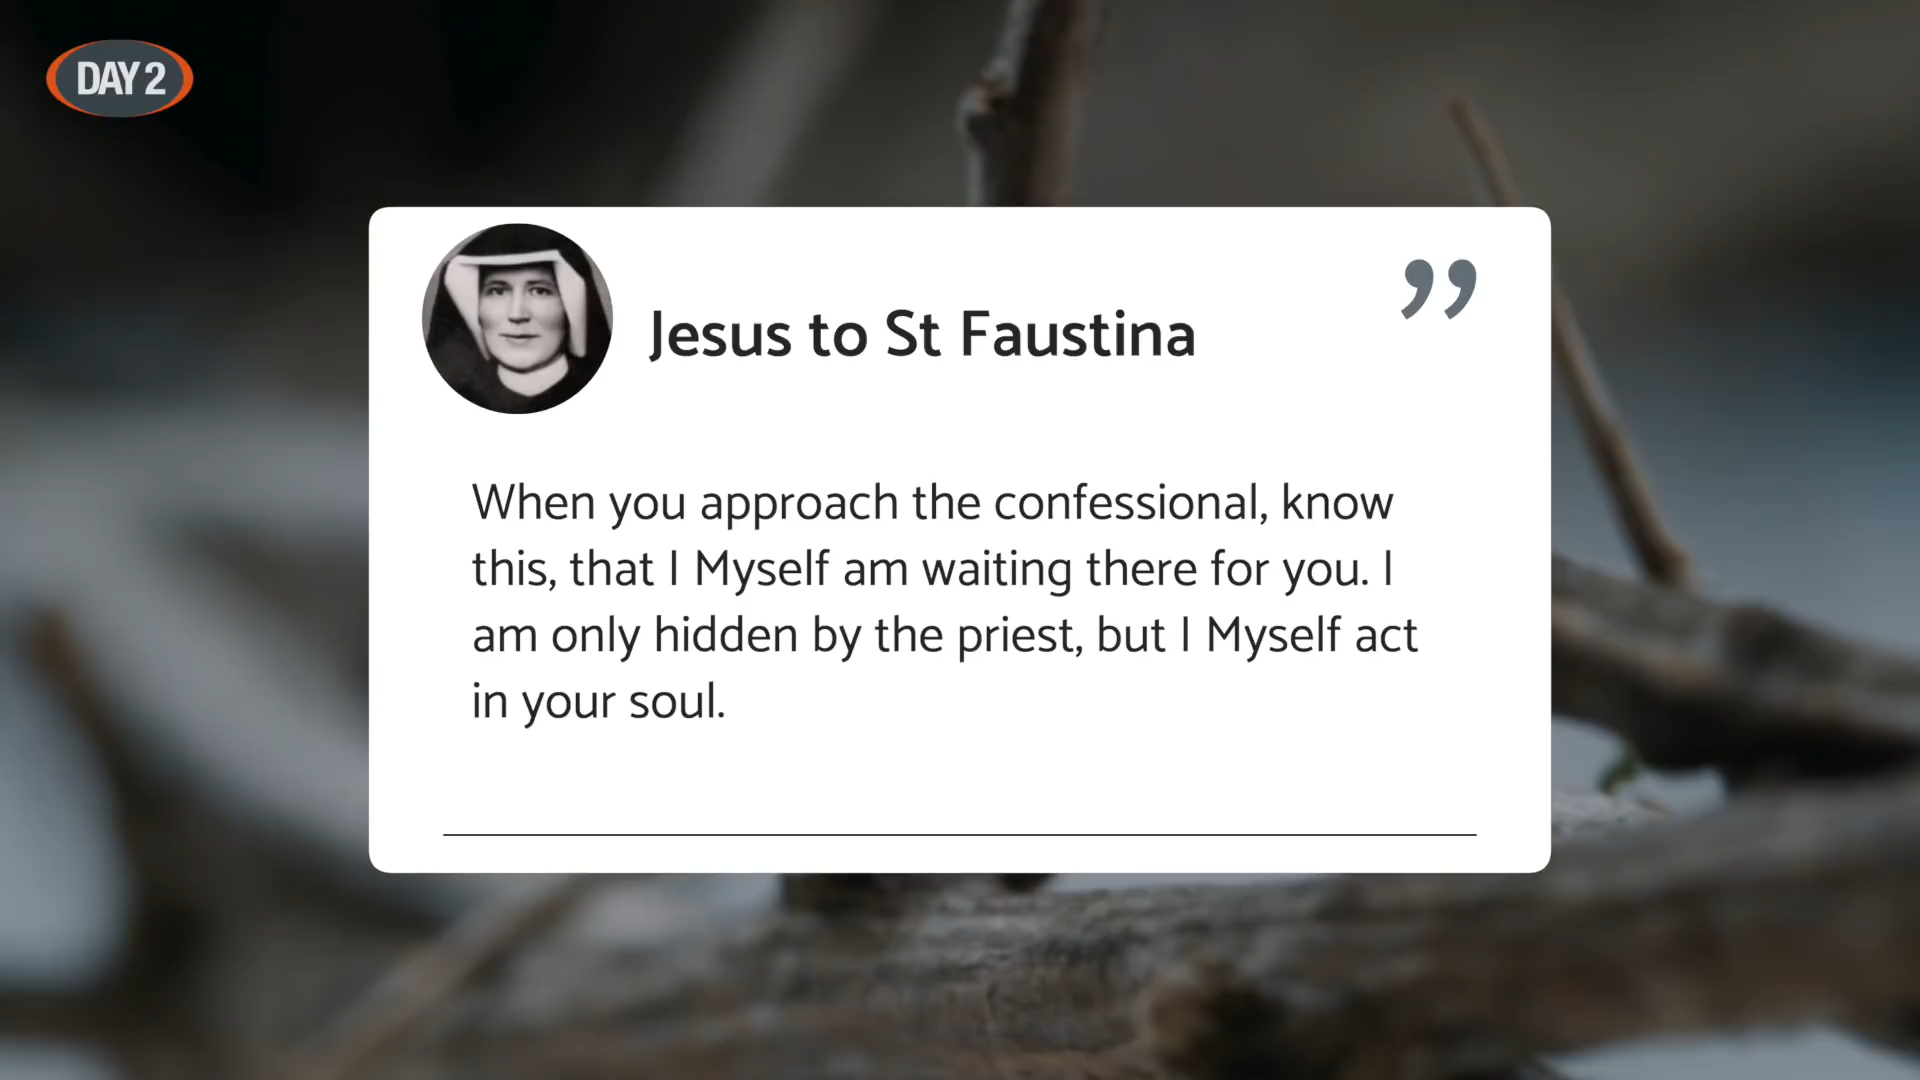 DAY 2
Jesus to St Faustina
”
When you approach the confessional, know
this, that I Myself am waiting there for you. I
am only hidden by the priest, but I Myself act
in your soul.